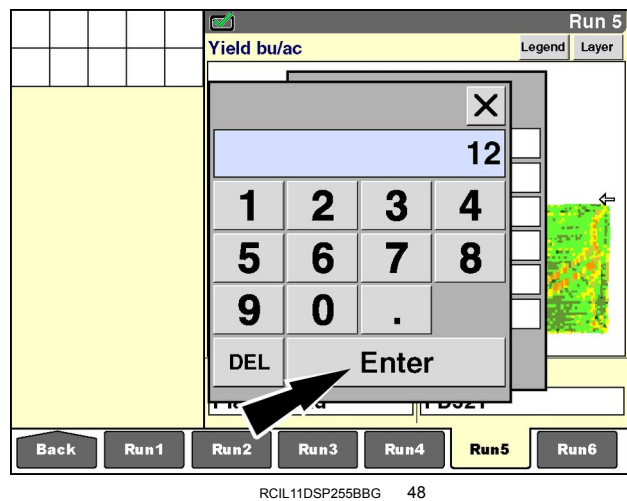 Run 5
Yield bu/ac Legend Layer
X
12
1 2 3 4
5 6 7 8
9 0 .
DEL Enter
Back Run1 Run2 Run3 Run4 Run5 Run6
RCIL11DSP255BBG 48